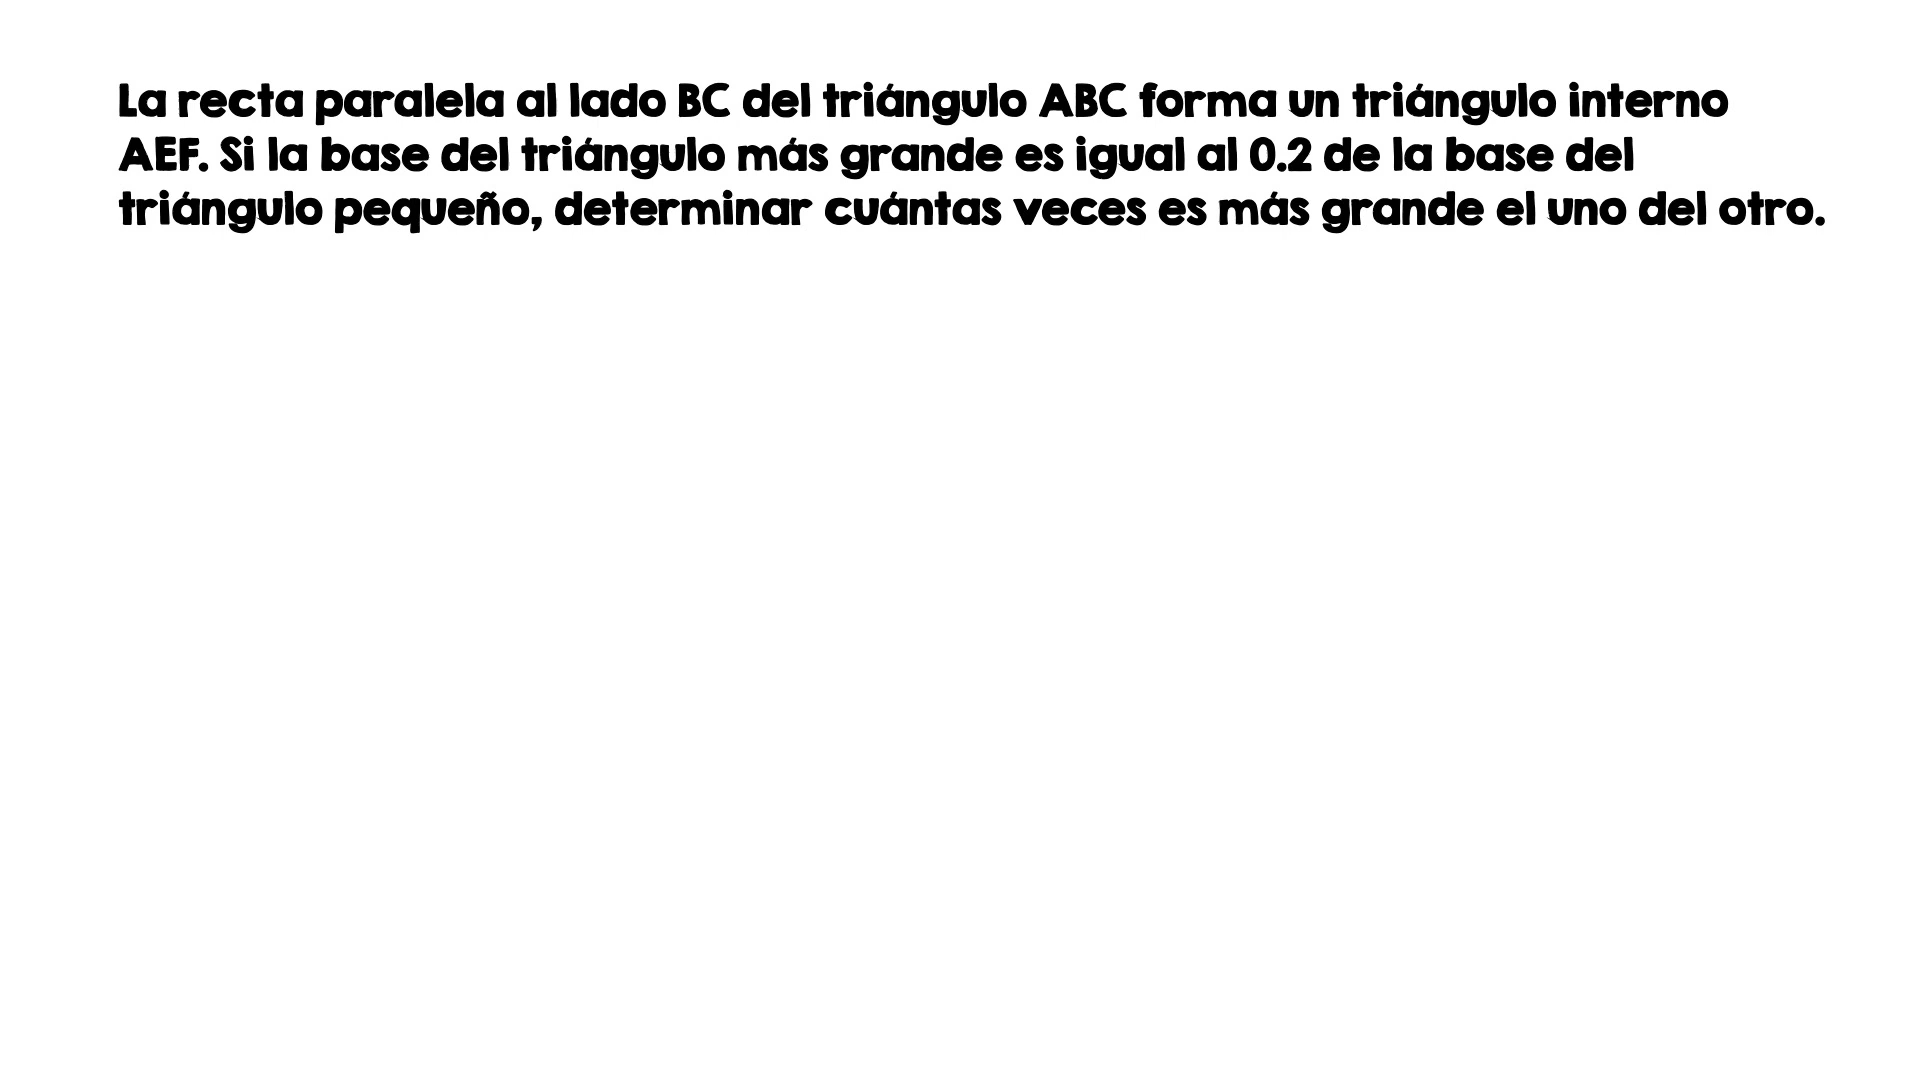 La recta paralela al lado BC del triángulo ABC forma un triángulo interno
AEF. Si la base del triángulo más grande es igual al 0.2 de la base del
triángulo pequeño, determinar cuántas veces es más grande el uno del otro.